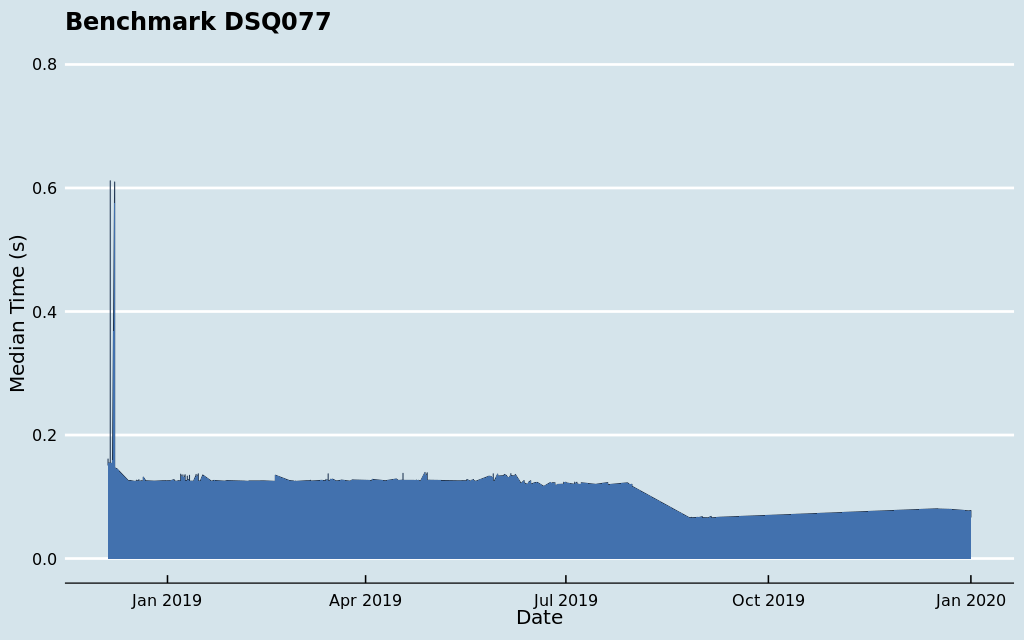 Benchmark DSQ077
0.8
0.6
0.4
0.2
0.0
Median Time (s)
Jan 2019
Apr 2019
Jul 2019
Oct 2019
Jan 2020
Date